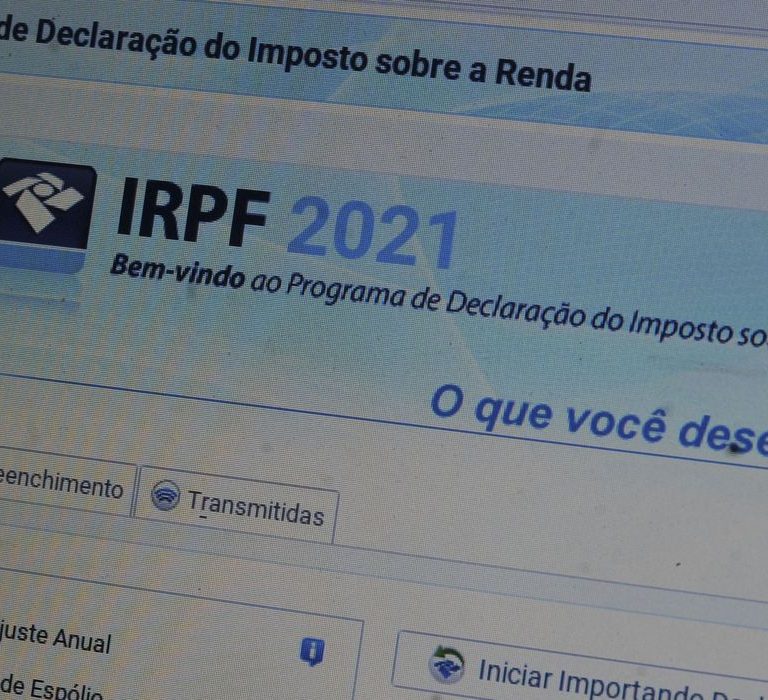 de Declaração do Imposto sobre a Renda
IRPF 2021
Bem-vindo ao Programa de Declaração do Imposto so
O que você dese
eenchimento
Transmitidas
juste Anual
de Espólio
Iniciar Importando D